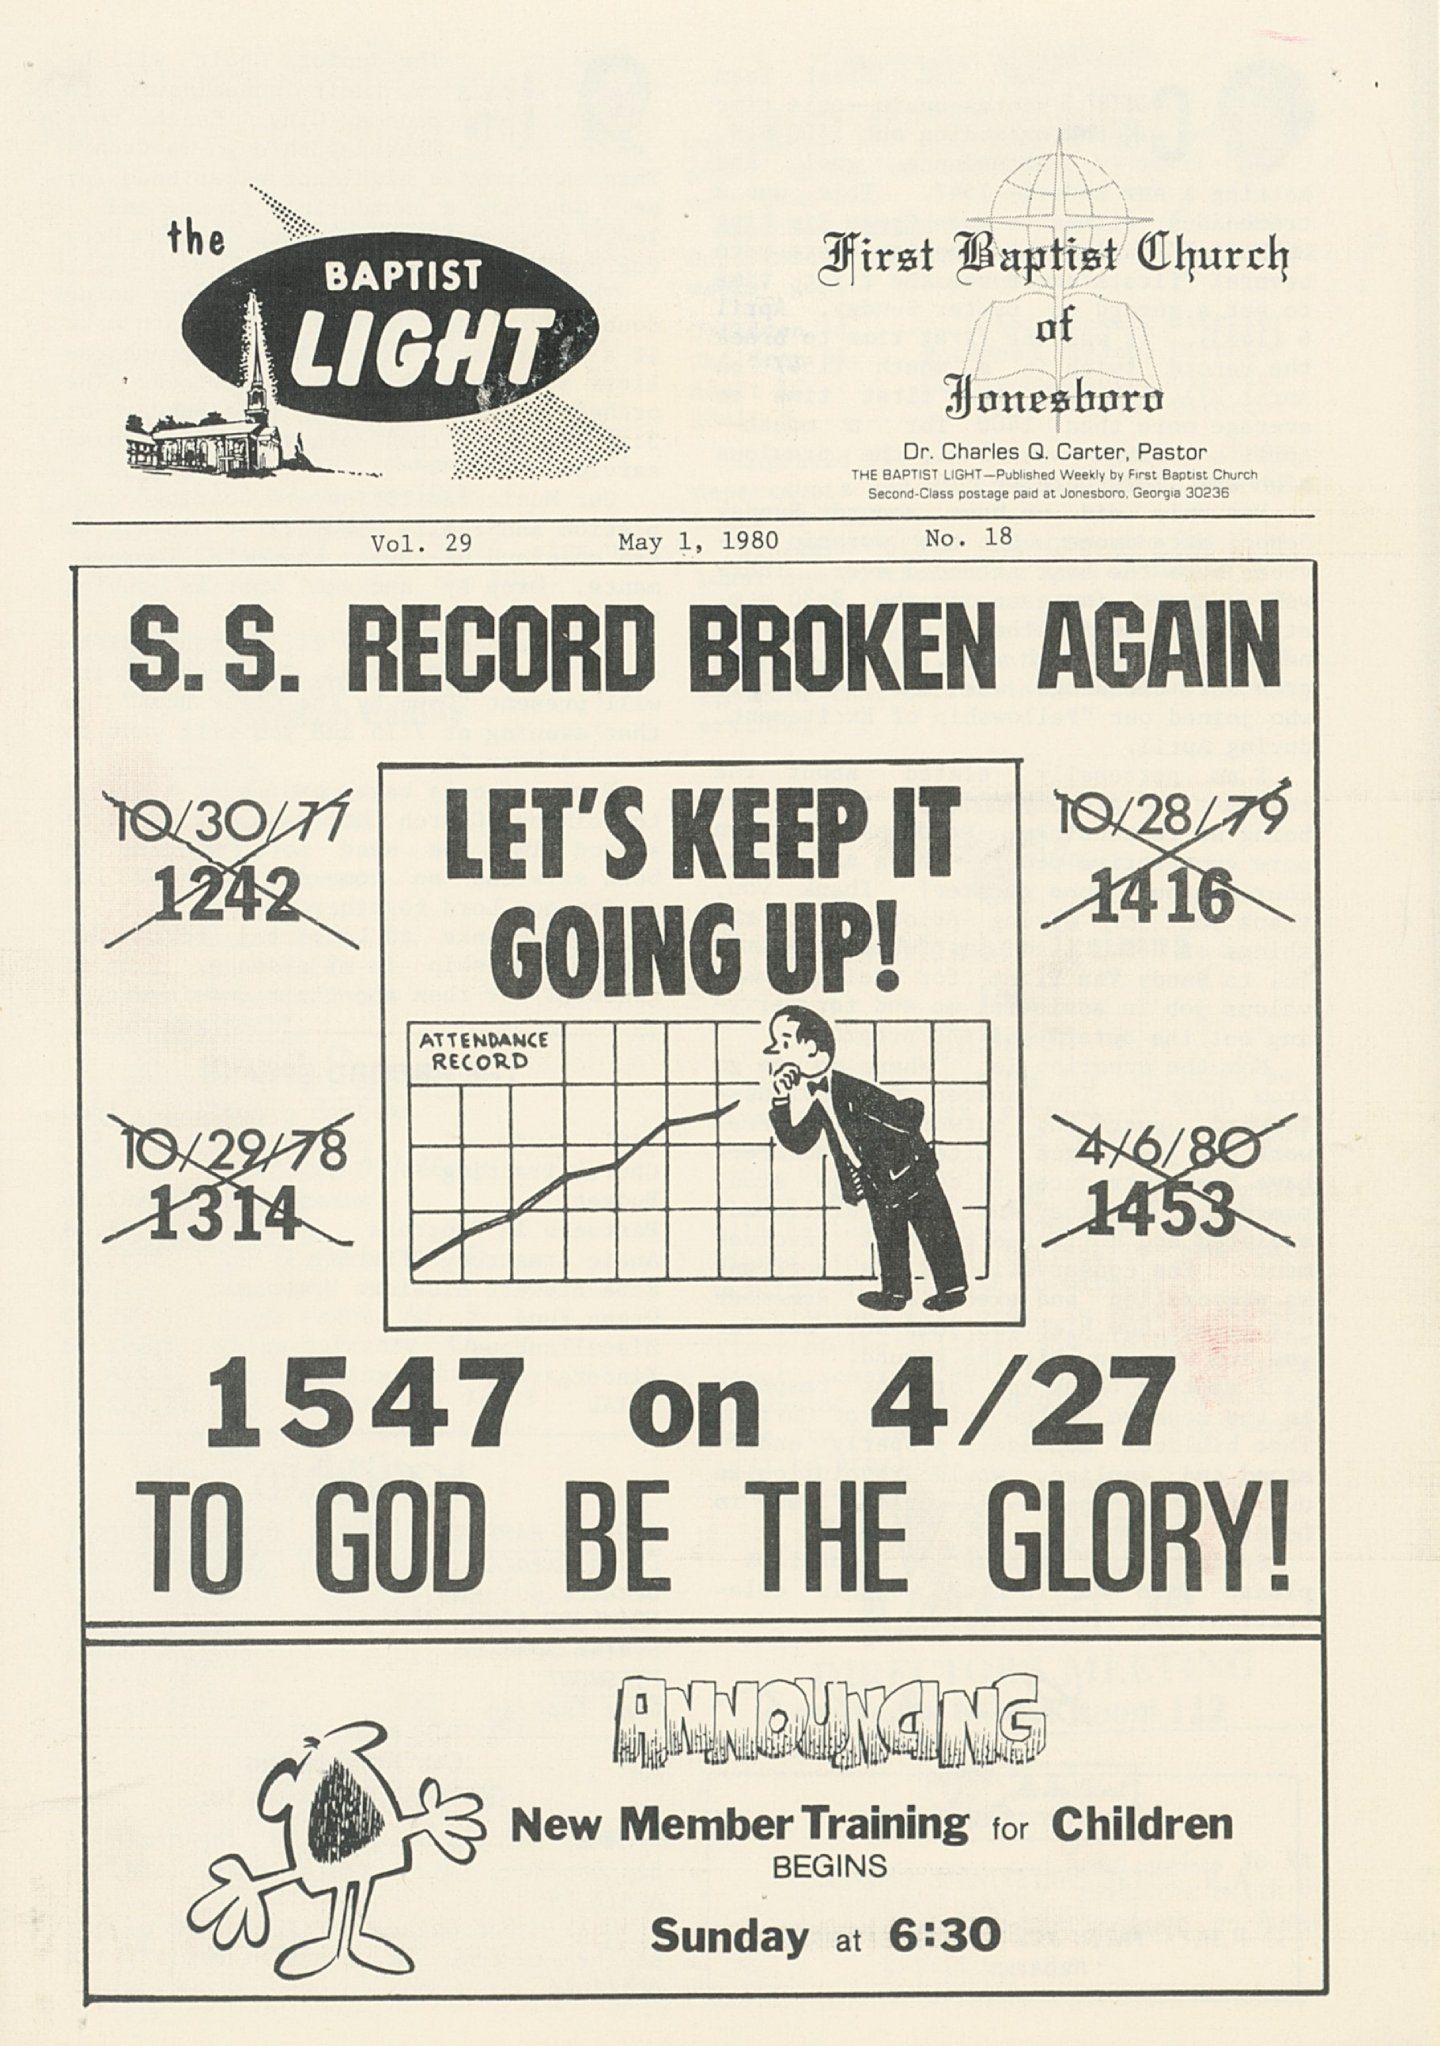 the
BAPTIST
LIGHT
First Baptist Church
of
Jonesboro
Dr. Charles Q. Carter, Pastor
THE BAPTIST LIGHT—Published Weekly by First Baptist Church
Second-Class postage paid at Jonesboro, Georgia 30236
Vol. 29 May 1, 1980 No. 18
S. S. RECORD BROKEN AGAIN
10/30/77
1242
10/29/78
1314
LET'S KEEP IT
GOING UP!
ATTENDANCE
RECORD
10/28/79
1416
4/6/80
1453
1547 on 4/27
TO GOD BE THE GLORY!
ANNOUNCING
New Member Training for Children
BEGINS
Sunday at 6:30